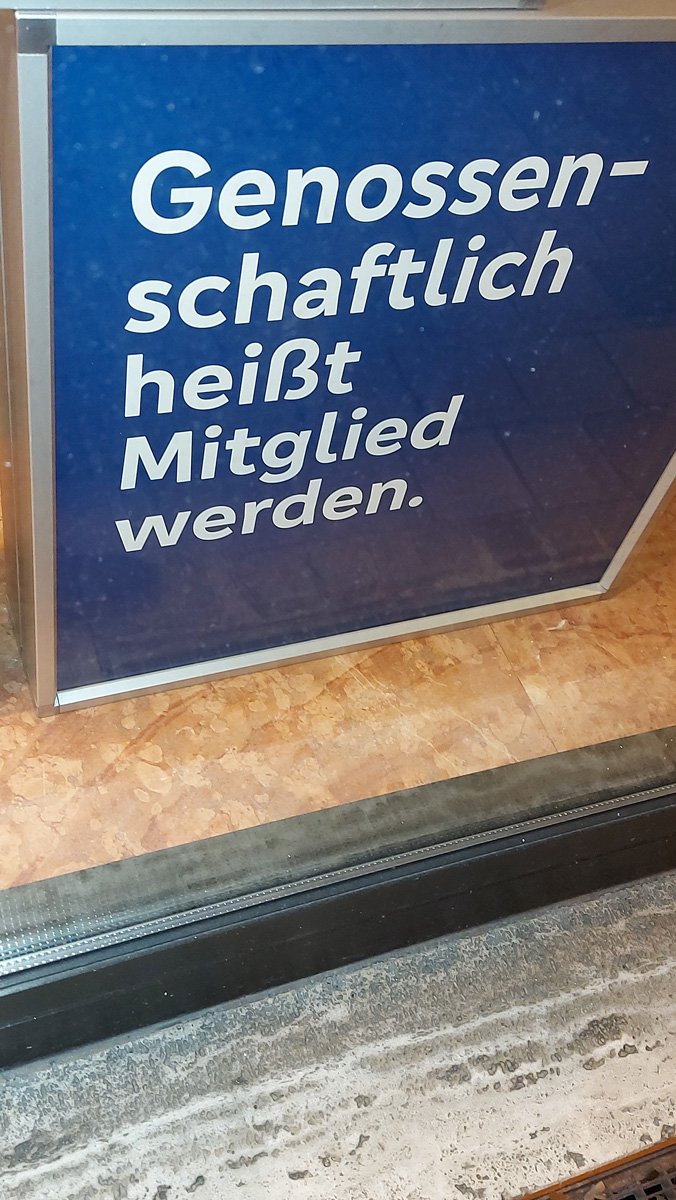 Genossen-
schaftlich
heißt
Mitglied
werden.